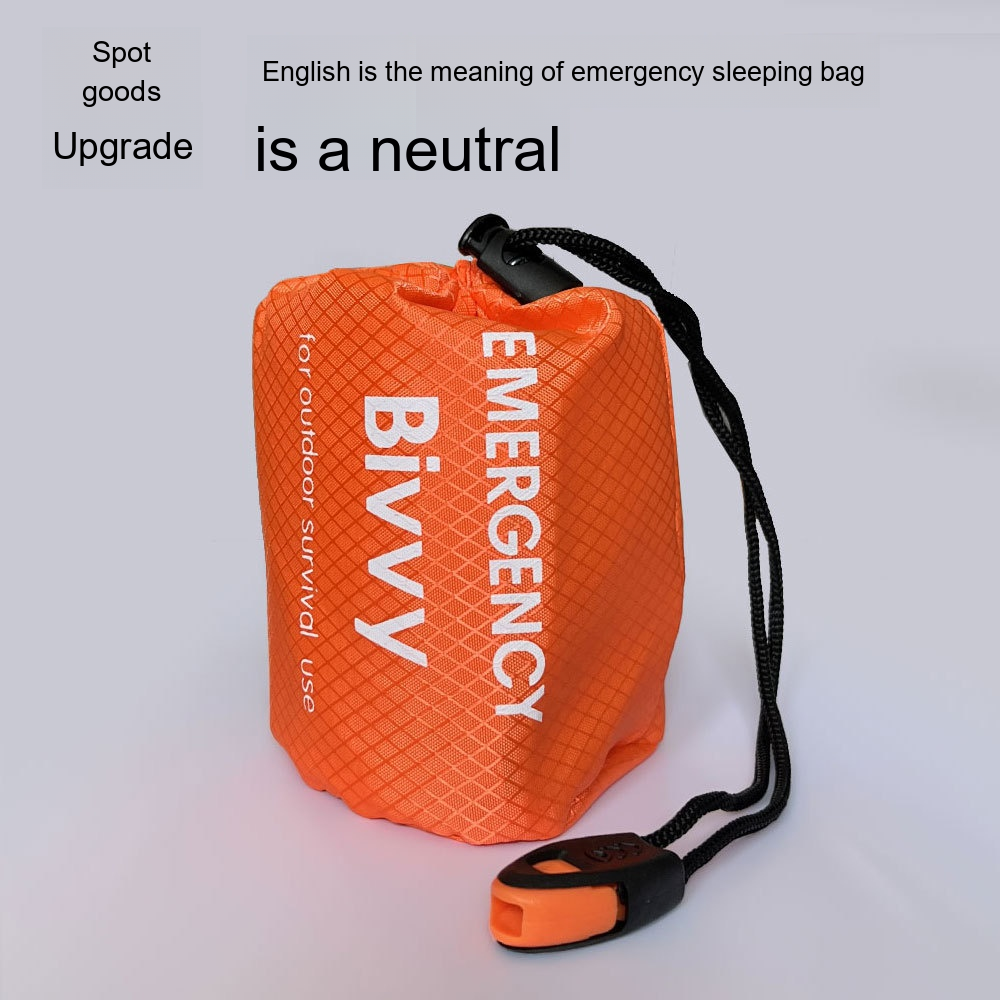 Spot
goods
Upgrade
English is the meaning of emergency sleeping bag
is a neutral
EMERGENCY
Bivvy
for outdoor survival use